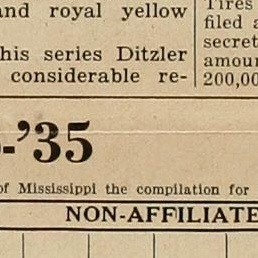 and royal yellow
his series Ditzler
considerable re-
Tires
filed a
secret
amou
200,00
-'35
of Mississippi the compilation for
NON-AFFILIATE